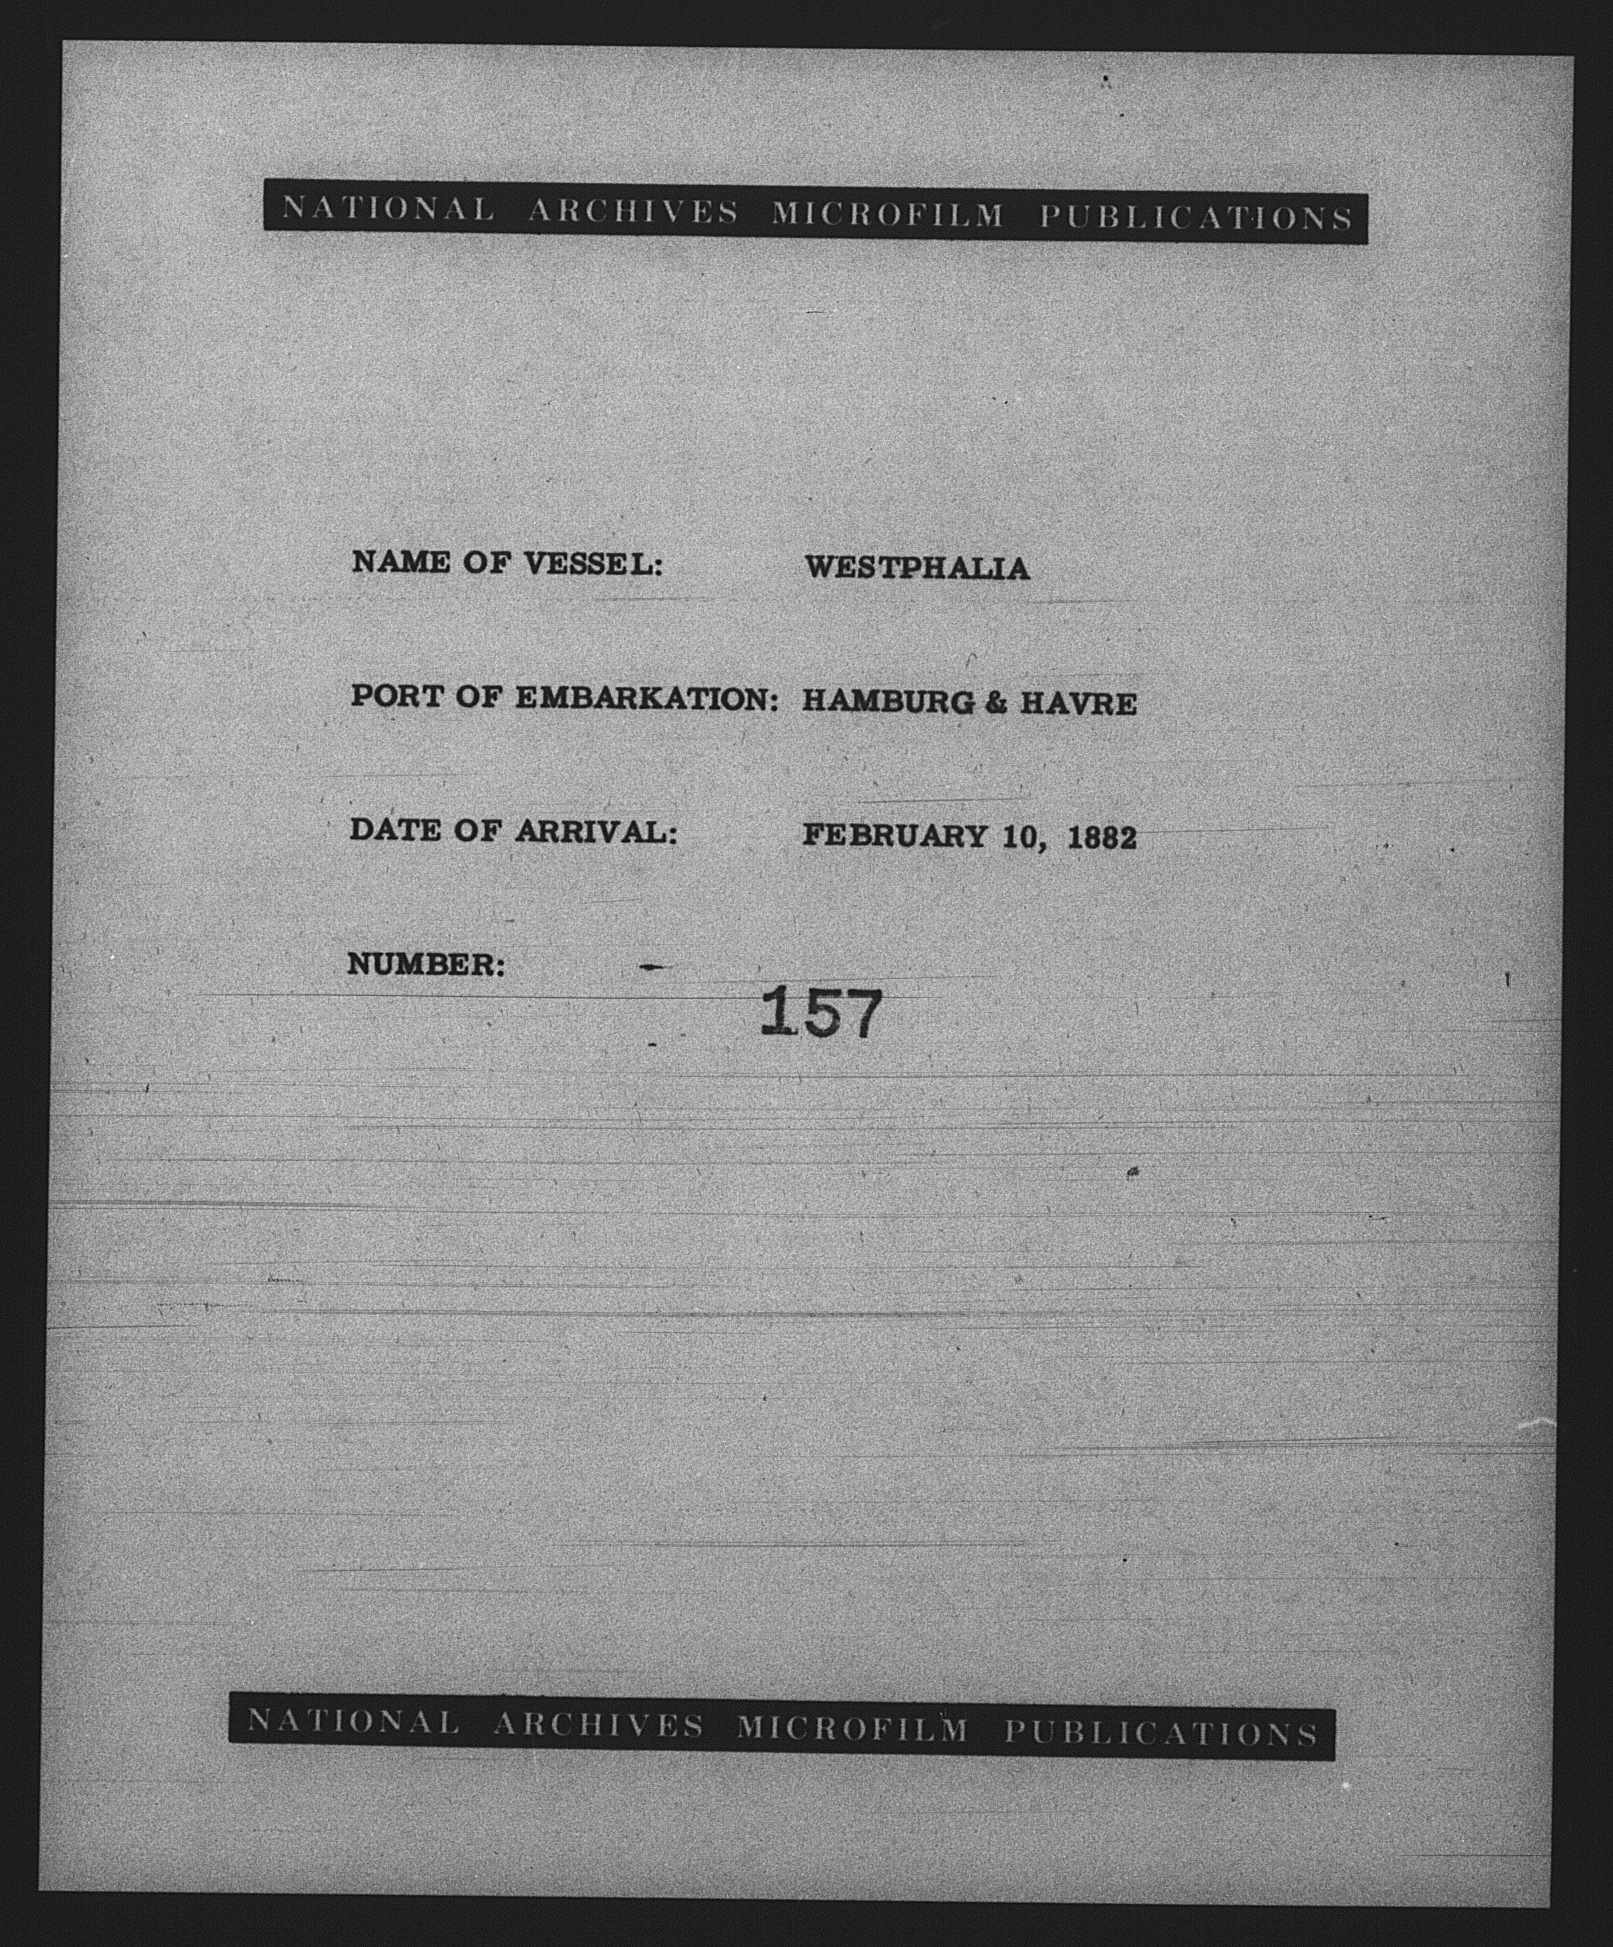 NATIONAL ARCHIVES MICROFILM PUBLICATIONS
NAME OF VESSEL: WESTPHALIA
PORT OF EMBARKATION: HAMBURG & HAVRE
DATE OF ARRIVAL: FEBRUARY 10, 1882
NUMBER:
157
NATIONAL ARCHIVES MICROFILM PUBLICATIONS